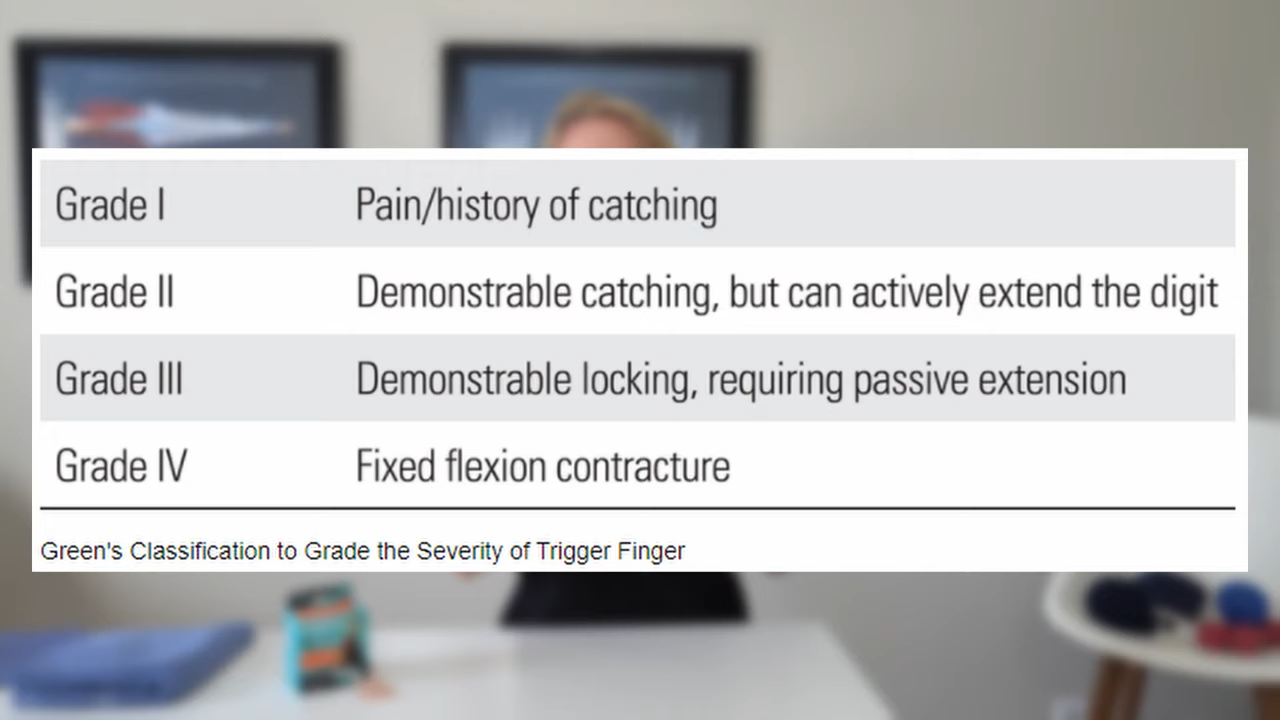 Grade I Pain/history of catching
Grade II Demonstrable catching, but can actively extend the digit
Grade III Demonstrable locking, requiring passive extension
Grade IV Fixed flexion contracture
Green's Classification to Grade the Severity of Trigger Finger